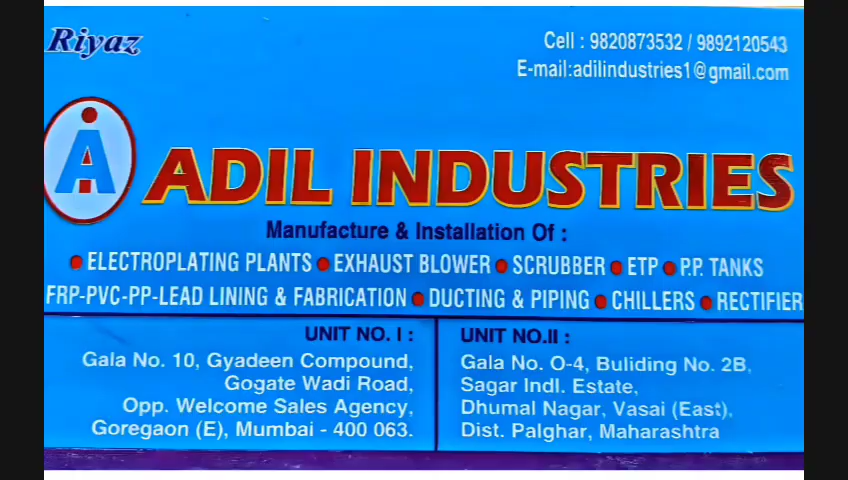 Riyaz
Cell : 9820873532 / 9892120543
E-mail:adilindustries1@gmail.com
ADIL INDUSTRIES
Manufacture & Installation Of :
• ELECTROPLATING PLANTS • EXHAUST BLOWER • SCRUBBER • ETP • P.P. TANKS
FRP-PVC-PP-LEAD LINING & FABRICATION • DUCTING & PIPING • CHILLERS • RECTIFIER
UNIT NO. I :
Gala No. 10, Gyadeen Compound,
Gogate Wadi Road,
Opp. Welcome Sales Agency,
Goregaon (E), Mumbai - 400 063.
UNIT NO.II :
Gala No. O-4, Buliding No. 2B,
Sagar Indl. Estate,
Dhumal Nagar, Vasai (East),
Dist. Palghar, Maharashtra